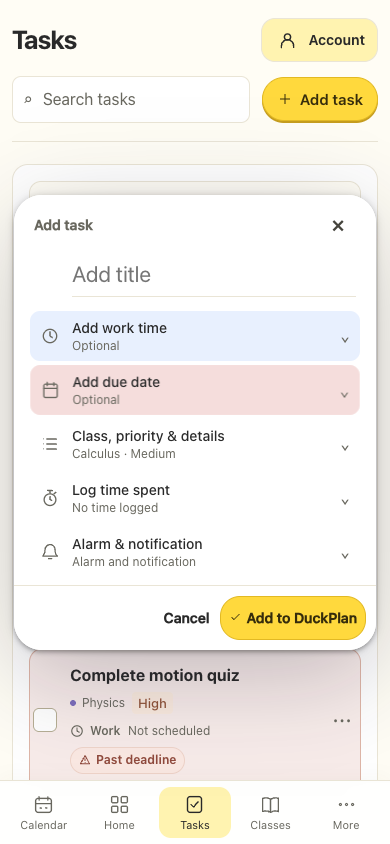 Tasks
Account
Search tasks
+ Add task
Add task
Add title
Add work time
Optional
Add due date
Optional
Class, priority & details
Calculus · Medium
Log time spent
No time logged
Alarm & notification
Alarm and notification
Cancel
✓ Add to DuckPlan
Complete motion quiz
Physics High
Work Not scheduled
Past deadline
Calendar Home Tasks Classes More